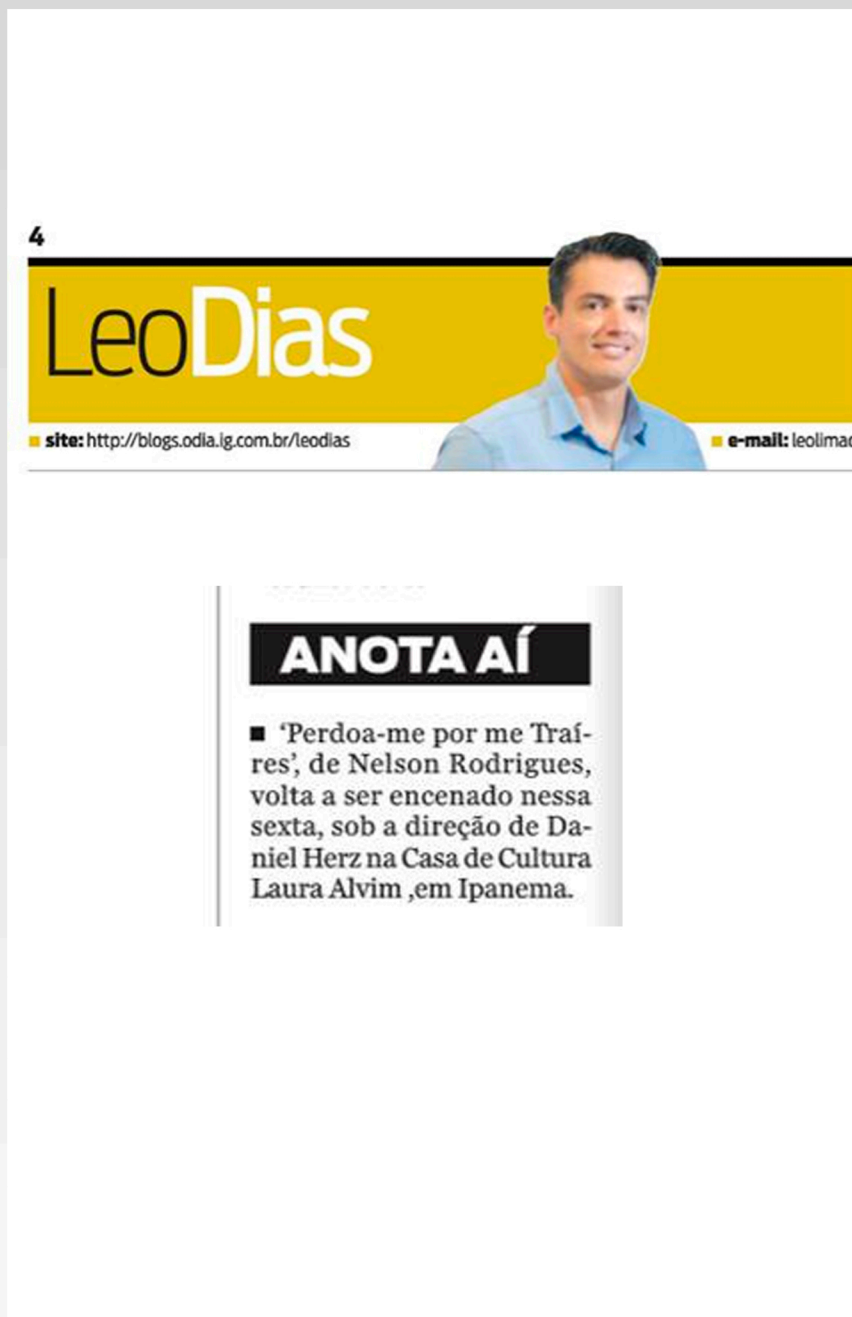 4
LeoDias
site: http://blogs.odia.ig.com.br/leodias
e-mail: leolimac
ANOTA AÍ
■ ‘Perdoa-me por me Traí-
res’, de Nelson Rodrigues,
volta a ser encenado nessa
sexta, sob a direção de Da-
niel Herz na Casa de Cultura
Laura Alvim ,em Ipanema.